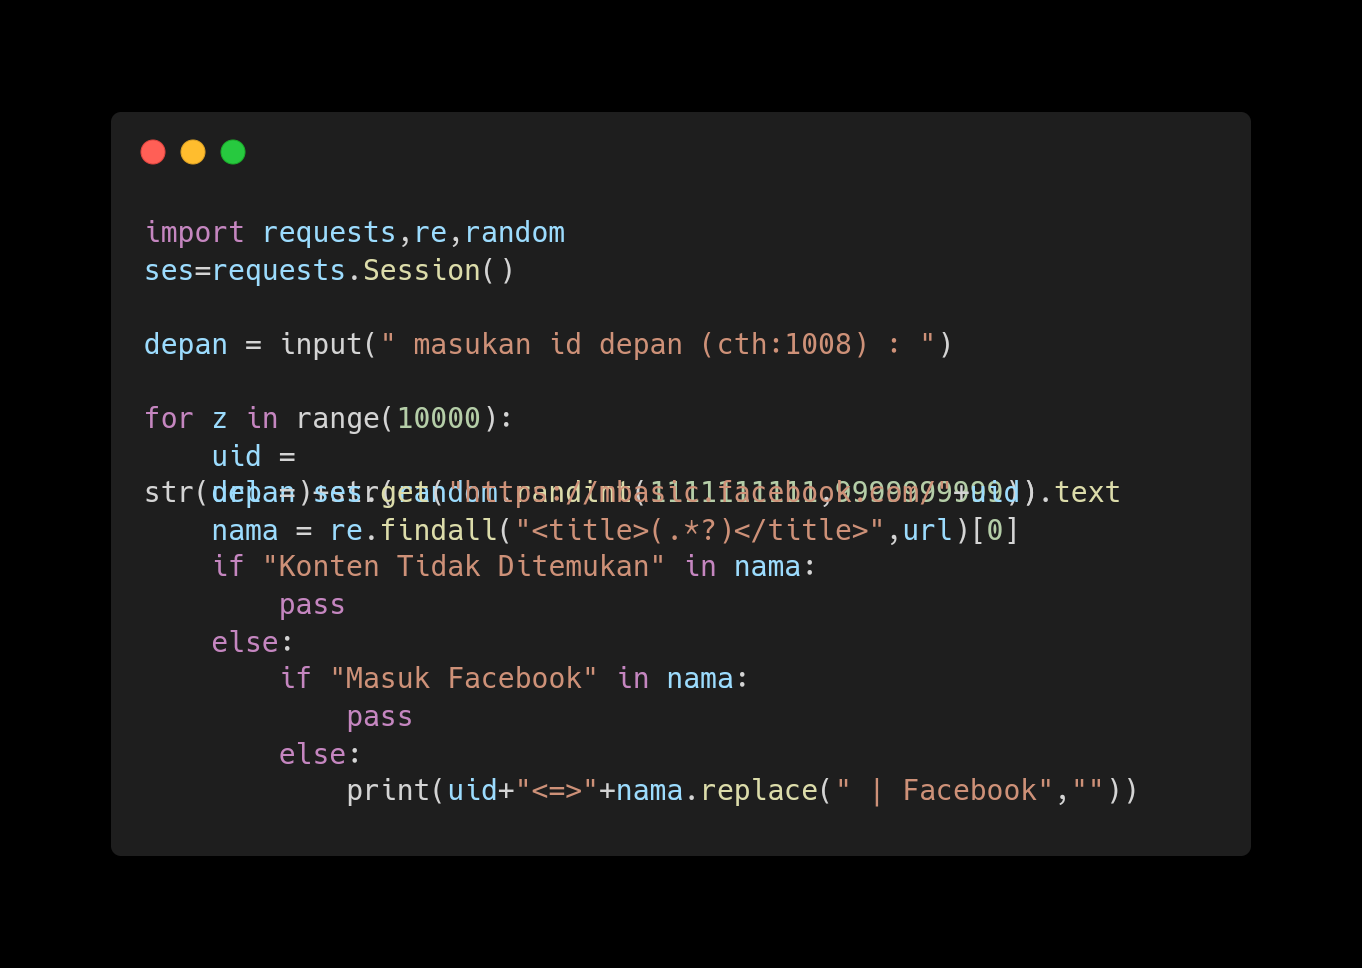 import requests,re,random
ses=requests.Session()
depan = input(" masukan id depan (cth:1008) : ")
for z in range(10000):
uid =
str(depan)+str(random.randint(1111111111,9999999999))
url = ses.get("https://mbasic.facebook.com/"+uid).text
nama = re.findall("<title>(.*?)</title>",url)[0]
if "Konten Tidak Ditemukan" in nama:
pass
else:
if "Masuk Facebook" in nama:
pass
else:
print(uid+"<=>"+nama.replace(" | Facebook",""))